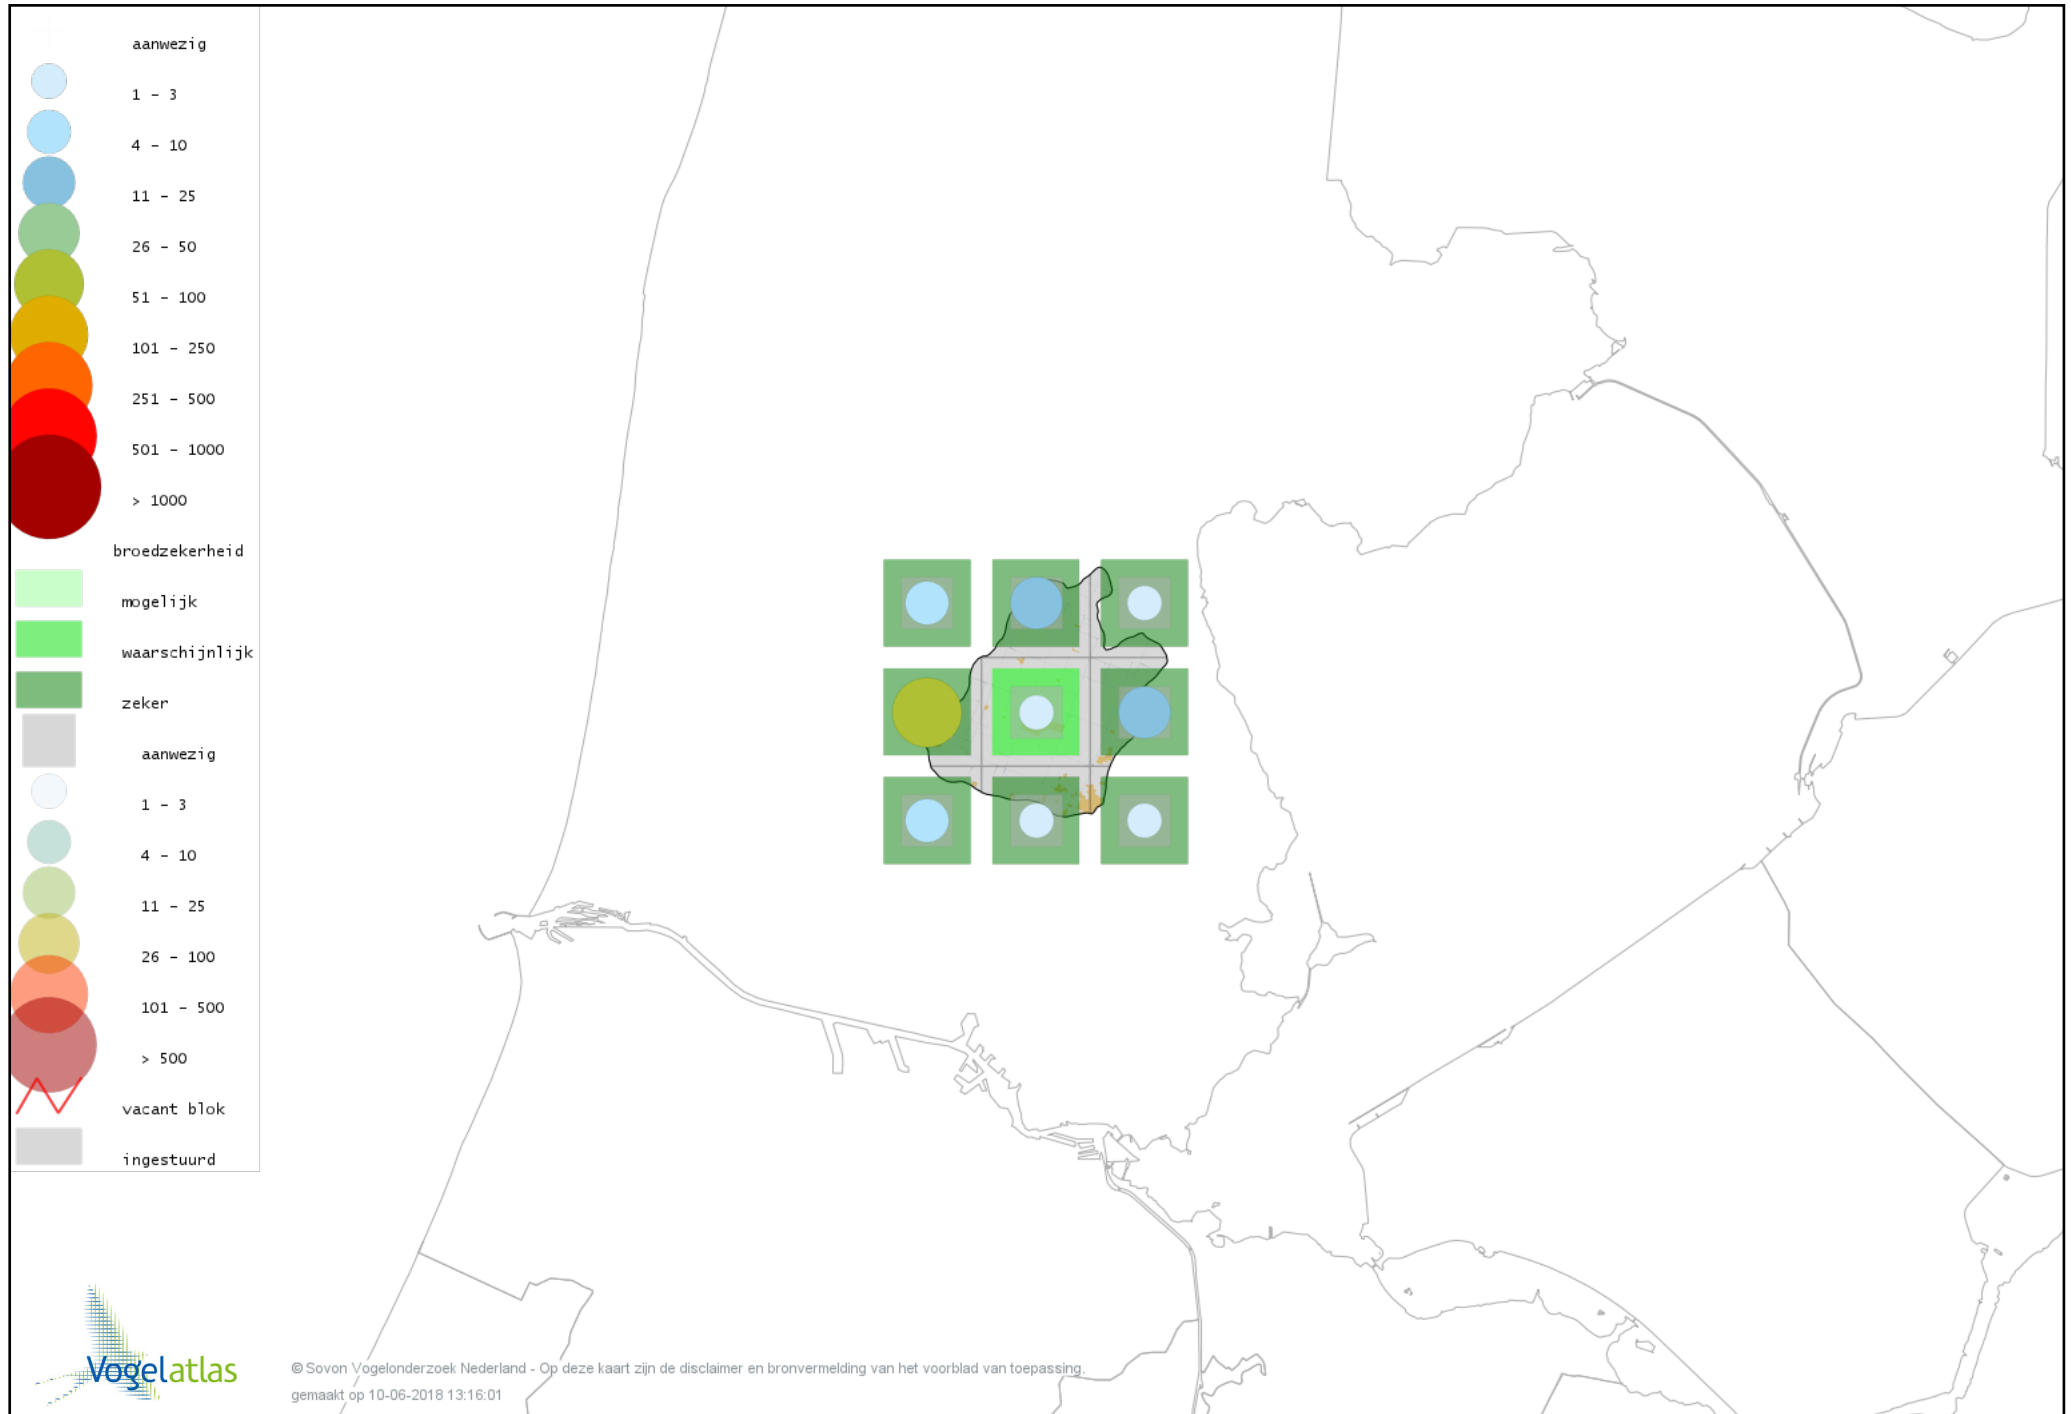 aanwezig
1 - 3
4 - 10
11 - 25
26 - 50
51 - 100
101 - 250
251 - 500
501 - 1000
> 1000
broedzekerheid
mogelijk
waarschijnlijk
zeker
aanwezig
1 - 3
4 - 10
11 - 25
26 - 100
101 - 500
> 500
vacant blok
ingestuurd
Vogelatlas
© Sovon Vogelonderzoek Nederland - Op deze kaart zijn de disclaimer en bronvermelding van het voorblad van toepassing.
gemaakt op 10-06-2018 13:16:01